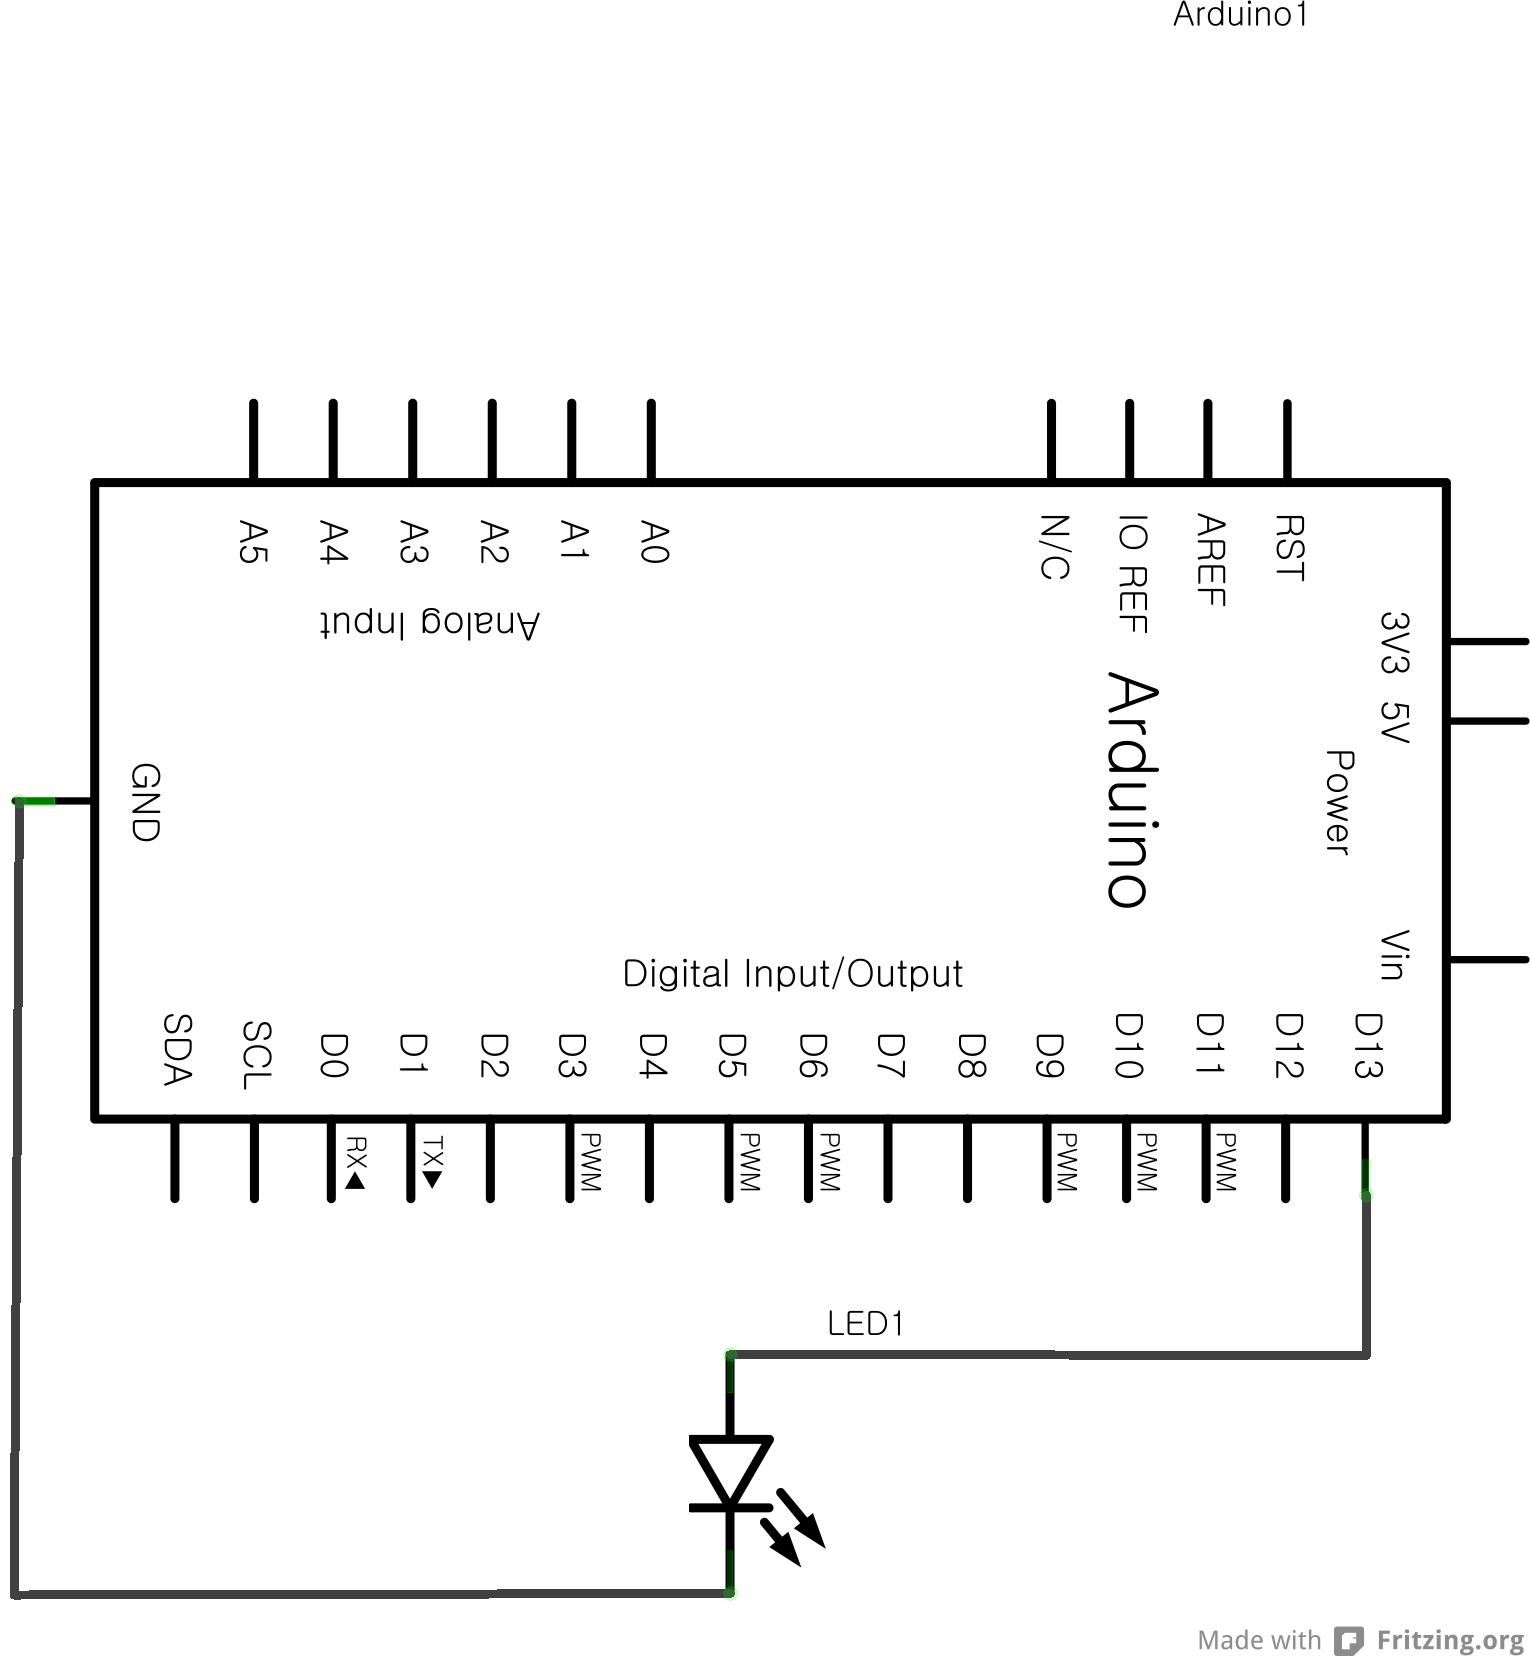 Arduino1
A5
A4
A3
A2
A1
A0
N/C
IO REF
AREF
RST
Analog Input
3V3
5V
Power
Vin
GND
Arduino
Digital Input/Output
SDA
SCL
D0
D1
D2
D3
D4
D5
D6
D7
D8
D9
D10
D11
D12
D13
RX
TX
PWM
PWM
PWM
PWM
PWM
PWM
LED1
Made with Fritzing.org